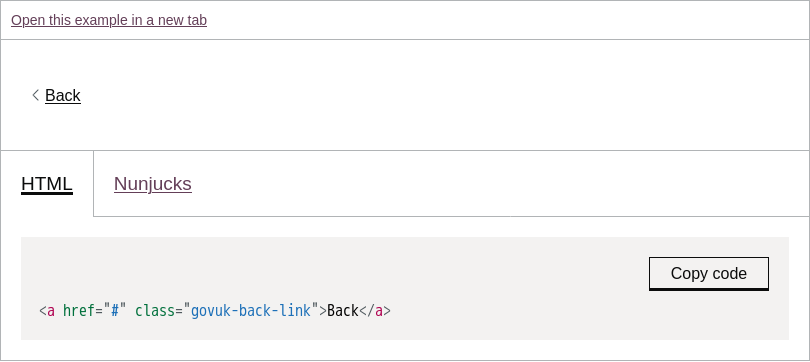 Open this example in a new tab
Back
HTML
Nunjucks
Copy code
<a href="#" class="govuk-back-link">Back</a>